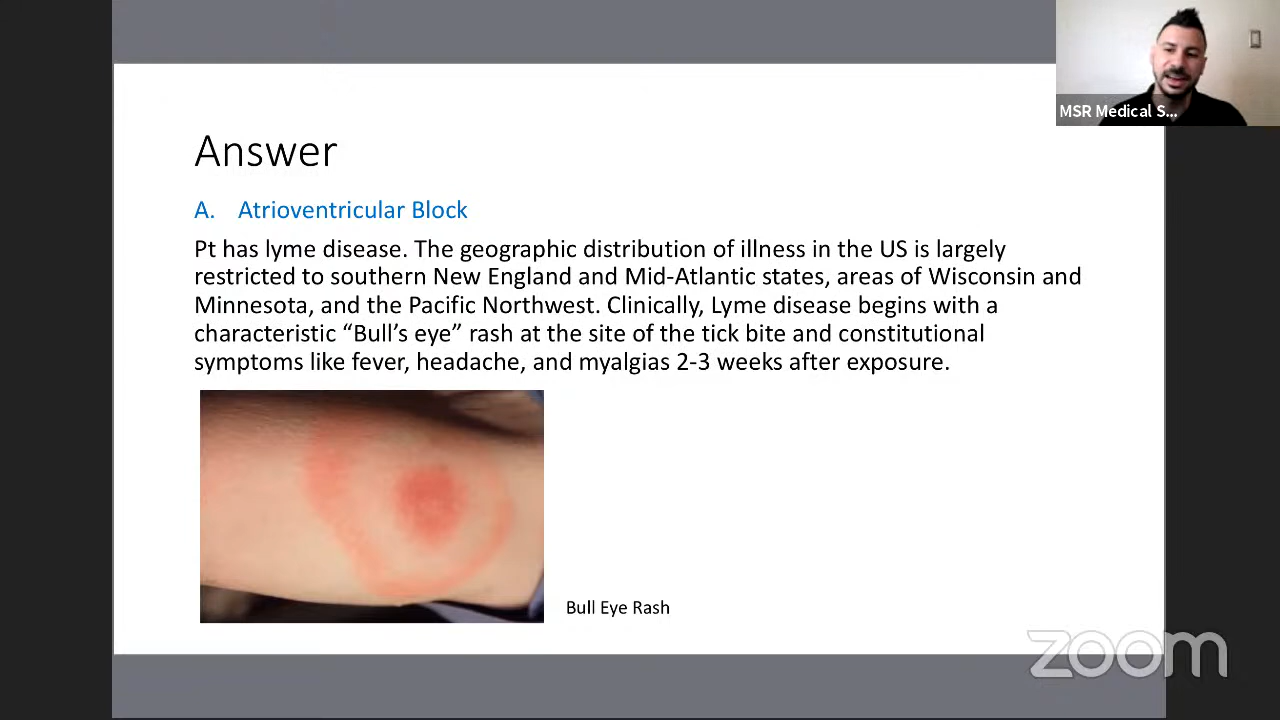 MSR Medical S...
Answer
A. Atrioventricular Block
Pt has lyme disease. The geographic distribution of illness in the US is largely
restricted to southern New England and Mid-Atlantic states, areas of Wisconsin and
Minnesota, and the Pacific Northwest. Clinically, Lyme disease begins with a
characteristic “Bull’s eye” rash at the site of the tick bite and constitutional
symptoms like fever, headache, and myalgias 2-3 weeks after exposure.
Bull Eye Rash
zoom